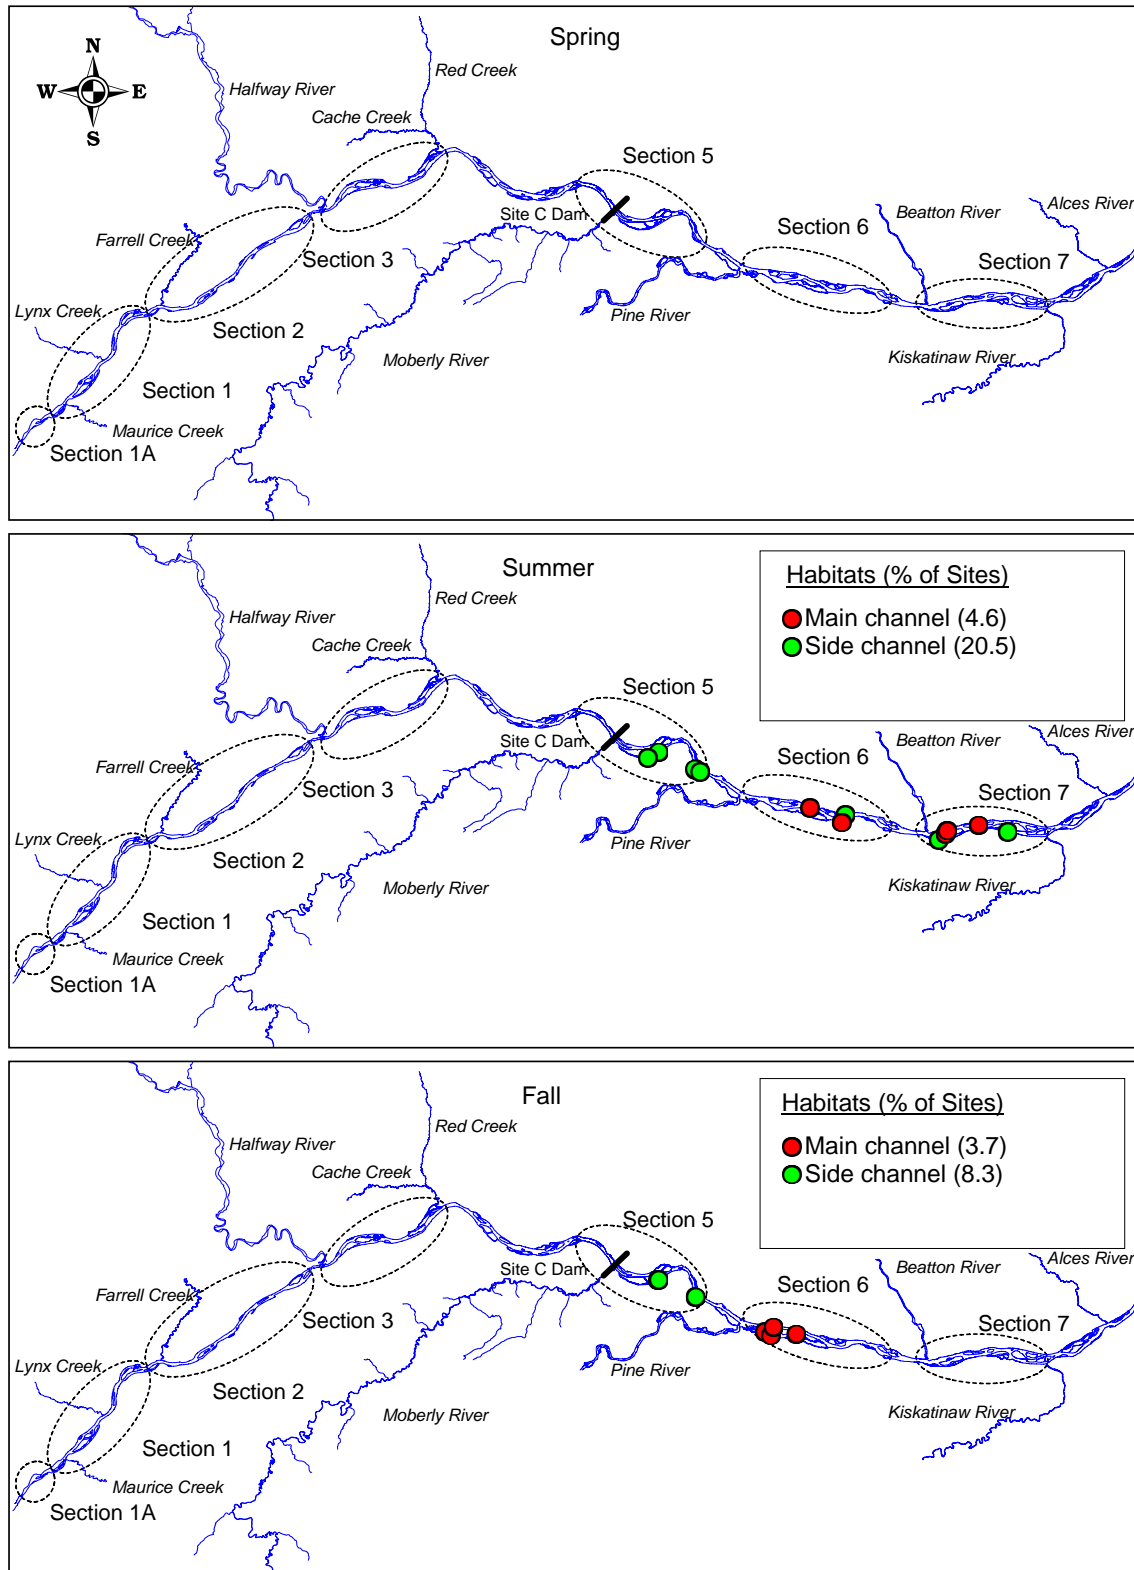 Spring
N
W E
S
Red Creek
Halfway River
Cache Creek
Section 5
Site C Dam
Beatton River
Alces River
Section 6
Farrell Creek
Section 3
Section 7
Lynx Creek
Section 2
Pine River
Moberly River
Kiskatinaw River
Section 1
Maurice Creek
Section 1A
Summer
Habitats (% of Sites)
Main channel (4.6)
Side channel (20.5)
Red Creek
Halfway River
Cache Creek
Section 5
Site C Dam
Beatton River
Alces River
Section 6
Farrell Creek
Section 3
Section 7
Lynx Creek
Section 2
Pine River
Moberly River
Kiskatinaw River
Section 1
Maurice Creek
Section 1A
Fall
Habitats (% of Sites)
Main channel (3.7)
Side channel (8.3)
Red Creek
Halfway River
Cache Creek
Section 5
Site C Dam
Beatton River
Alces River
Section 6
Farrell Creek
Section 3
Section 7
Lynx Creek
Section 2
Pine River
Moberly River
Kiskatinaw River
Section 1
Maurice Creek
Section 1A